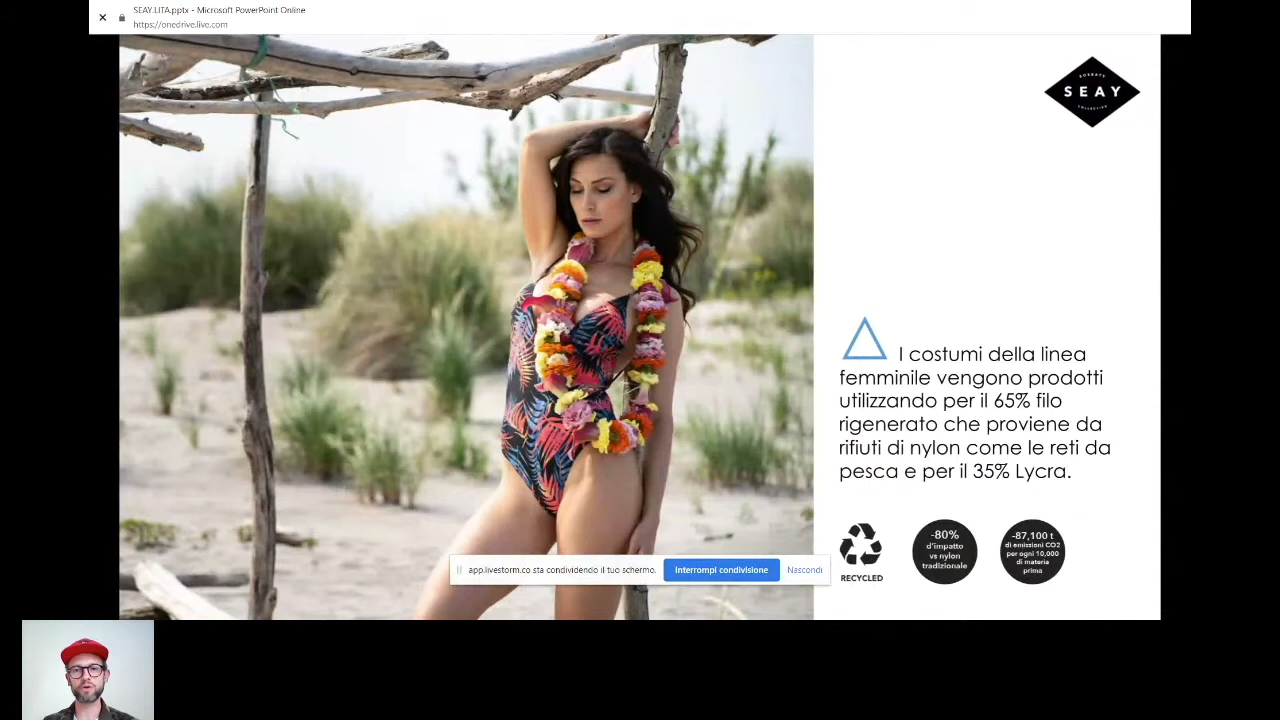 SEAY.LITA.pptx - Microsoft PowerPoint Online
https://onedrive.live.com
SEAY
COLLECTION
I costumi della linea
femminile vengono prodotti
utilizzando per il 65% filo
rigenerato che proviene da
rifiuti di nylon come le reti da
pesca e per il 35% Lycra.
RECYCLED
-80%
d'impatto
vs nylon
tradizionale
-87,100 t
di emissioni CO2
per ogni 10,000
di materia
prima
app.livestorm.co sta condividendo il tuo schermo.
Interrompi condivisione
Nascondi